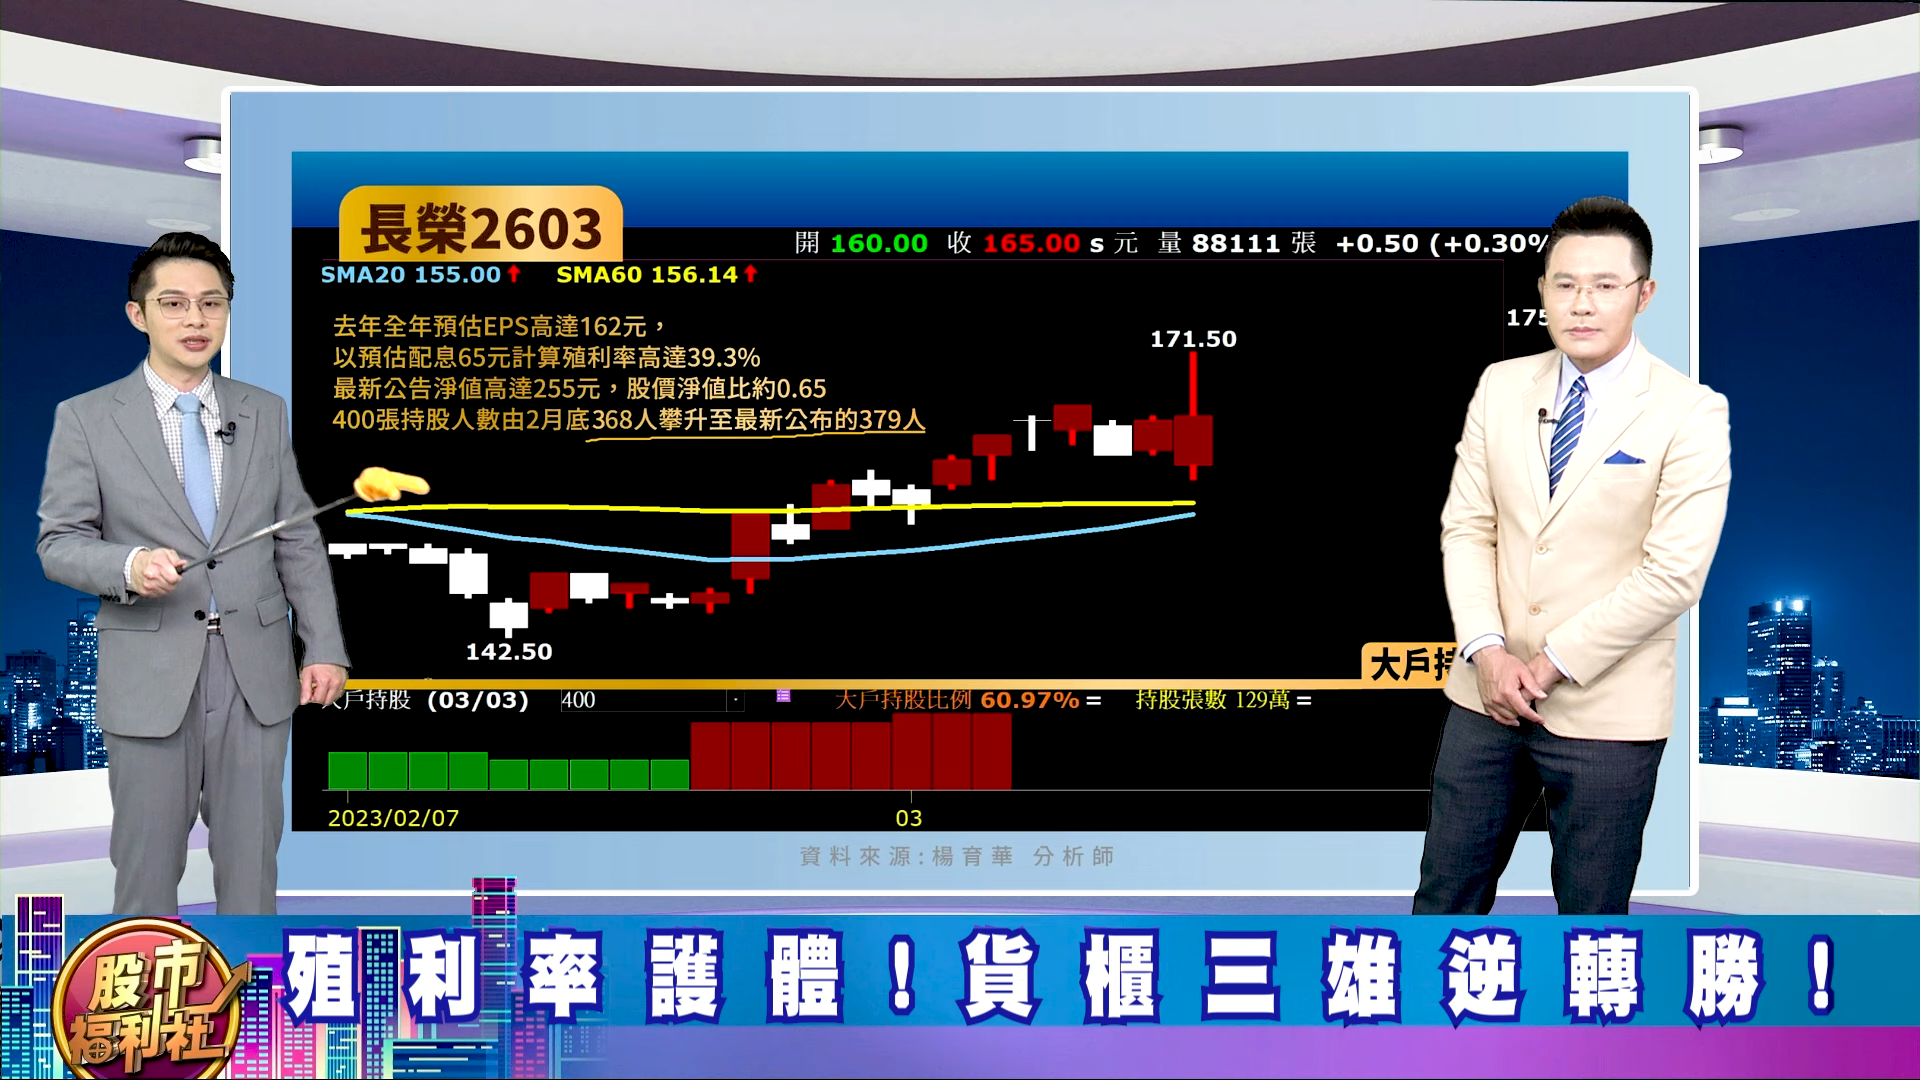 長榮2603
開 160.00 收 165.00 s 元 量 88111 張 +0.50 (+0.30%
SMA20 155.00↑ SMA60 156.14↑
175
171.50
去年全年預估EPS高達162元，
以預估配息65元計算殖利率高達39.3%
最新公告淨值高達255元，股價淨值比約0.65
400張持股人數由2月底368人攀升至最新公布的379人
142.50
大戶持
大戶持股 (03/03) 400 大戶持股比例 60.97% = 持股張數 129萬 =
2023/02/07 03
資料來源:楊育華 分析師
殖利率護體!貨櫃三雄逆轉勝!
股市
福利社